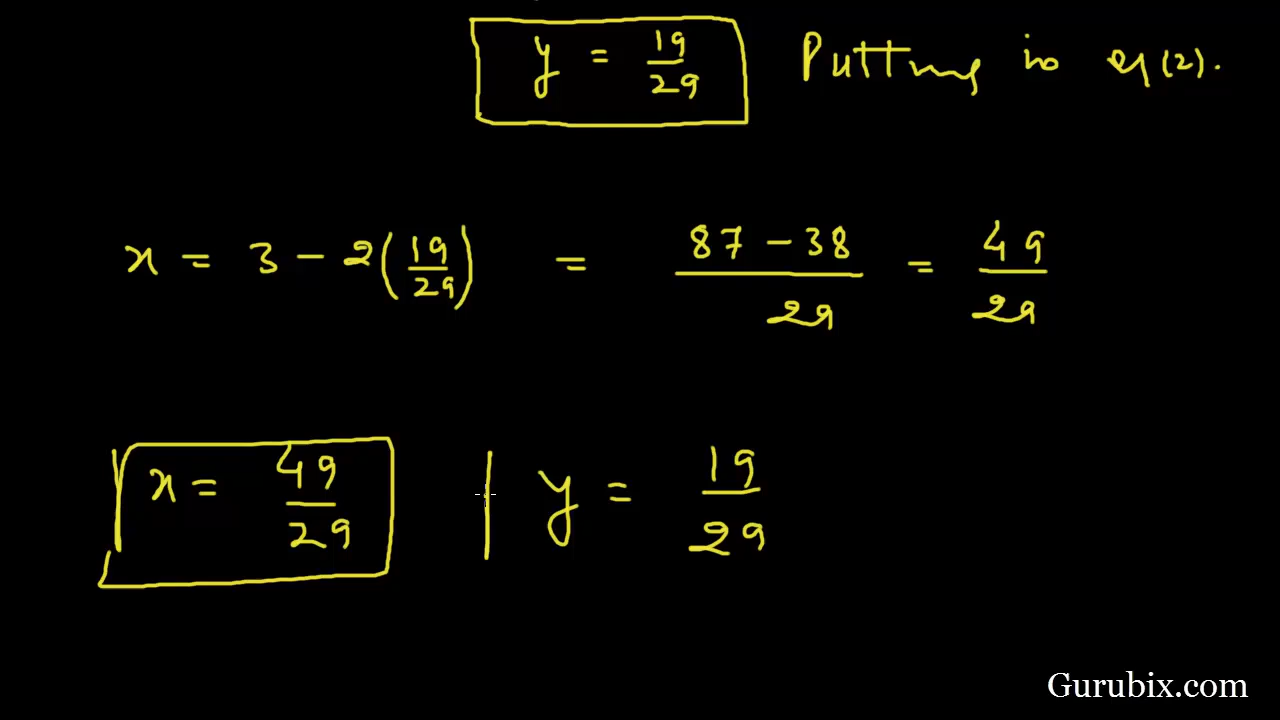 y = 19/29 Putting in eq (2).
x = 3 - 2(19/29) = 87 - 38/29 = 49/29
x = 49/29 | y = 19/29
Gurubix.com